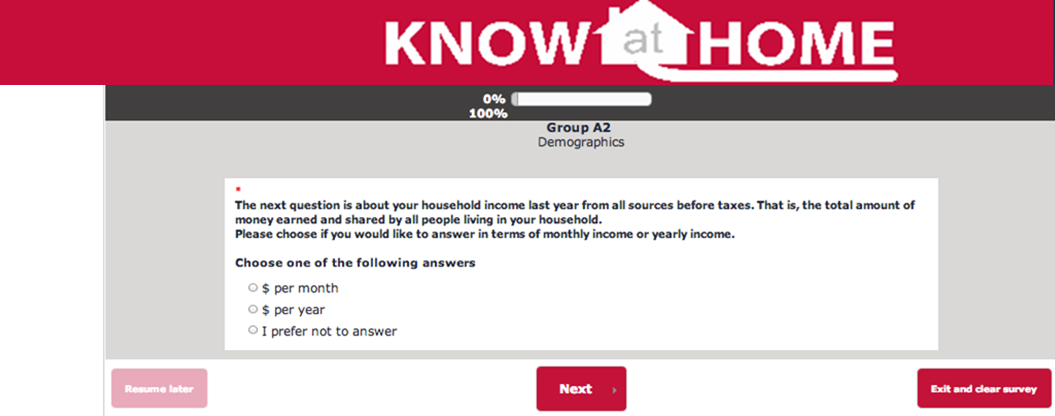 KNOW at HOME
0%
100%
Group A2
Demographics
*
The next question is about your household income last year from all sources before taxes. That is, the total amount of
money earned and shared by all people living in your household.
Please choose if you would like to answer in terms of monthly income or yearly income.
Choose one of the following answers
$ per month
$ per year
I prefer not to answer
Resume later
Next
Exit and clear survey